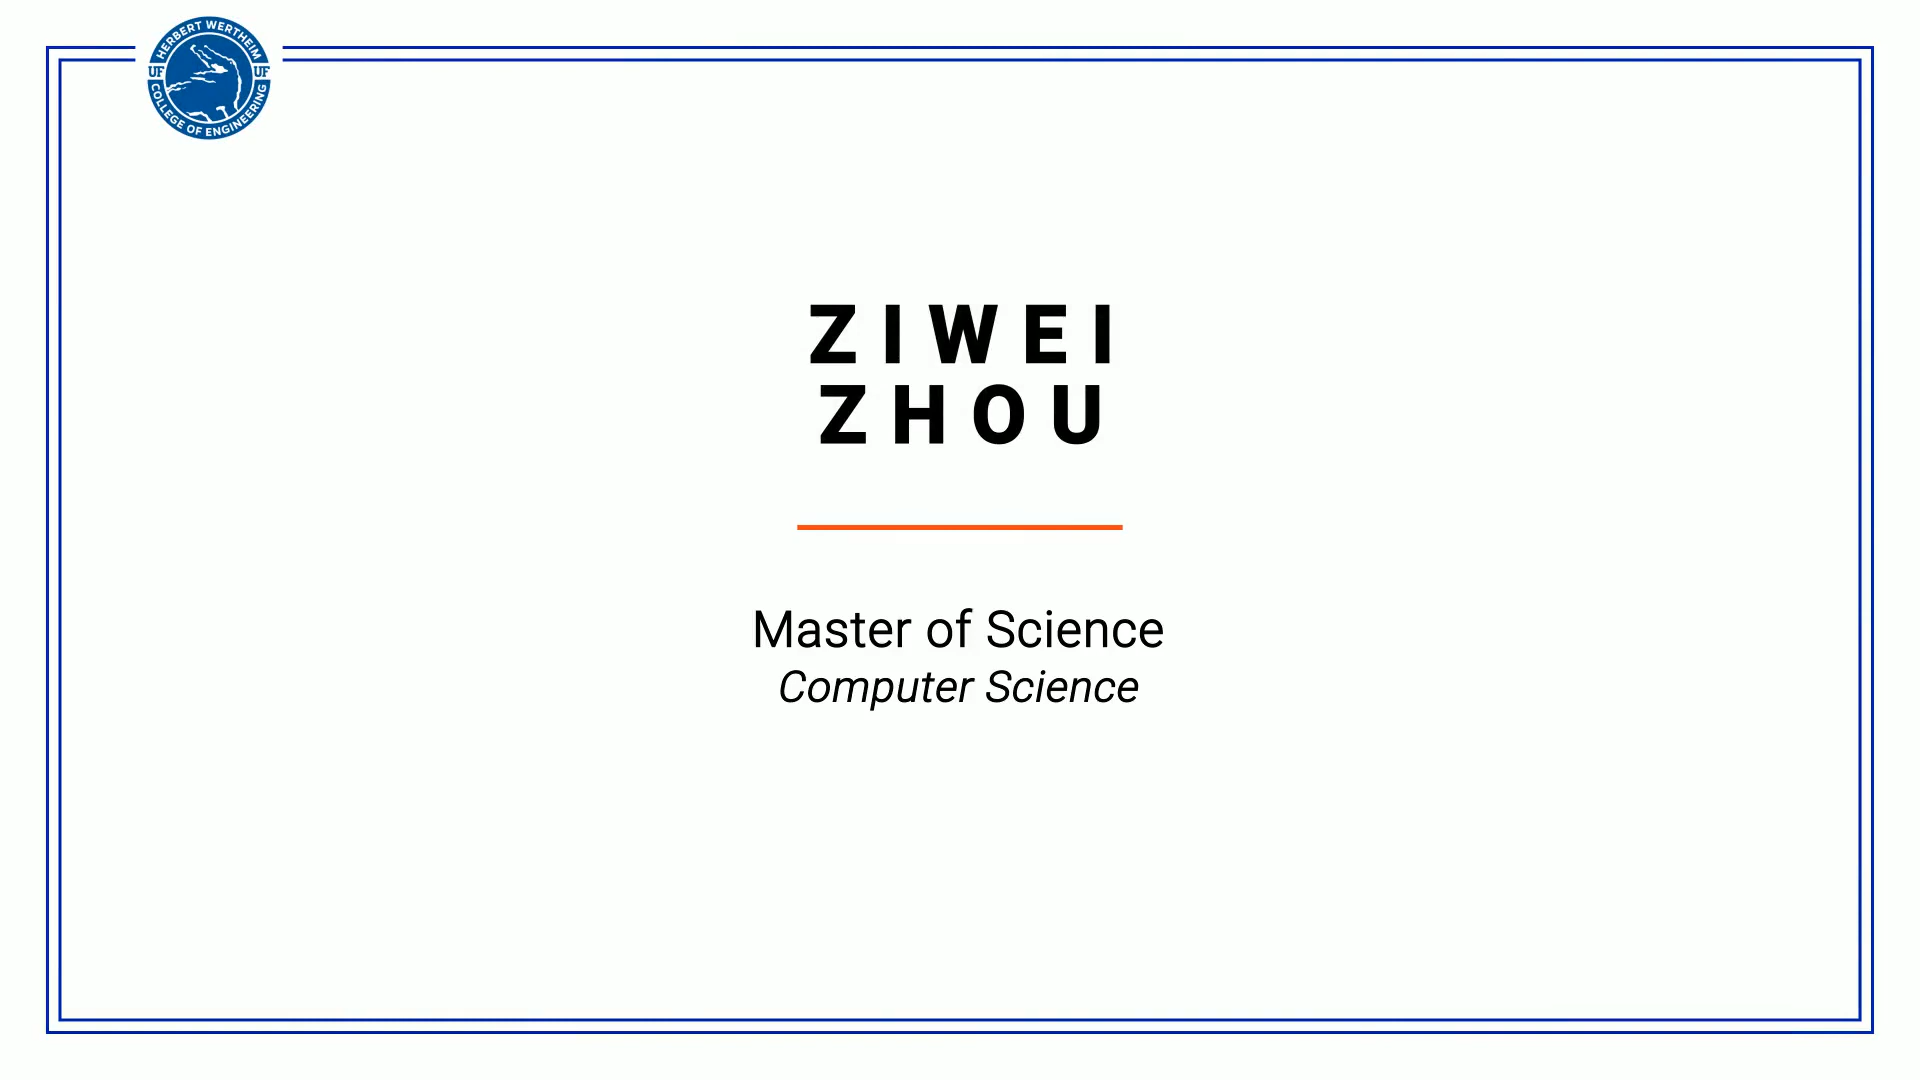 HERBERT WERTHEIM
UF UF
COLLEGE OF ENGINEERING
ZIWEI
ZHOU
Master of Science
Computer Science